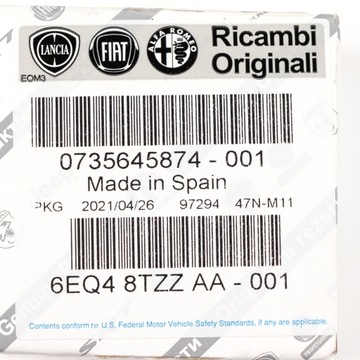 LANCIA FIAT ALFA ROMEO
Ricambi
Originali
EOM3
0735645874 - 001
Made in Spain
PKG 2021/04/26 97294 47N-M11
6EQ4 8TZZ AA - 001
Contents conform to U.S. Federal Motor Vehicle Safety Standards, if any are applicable